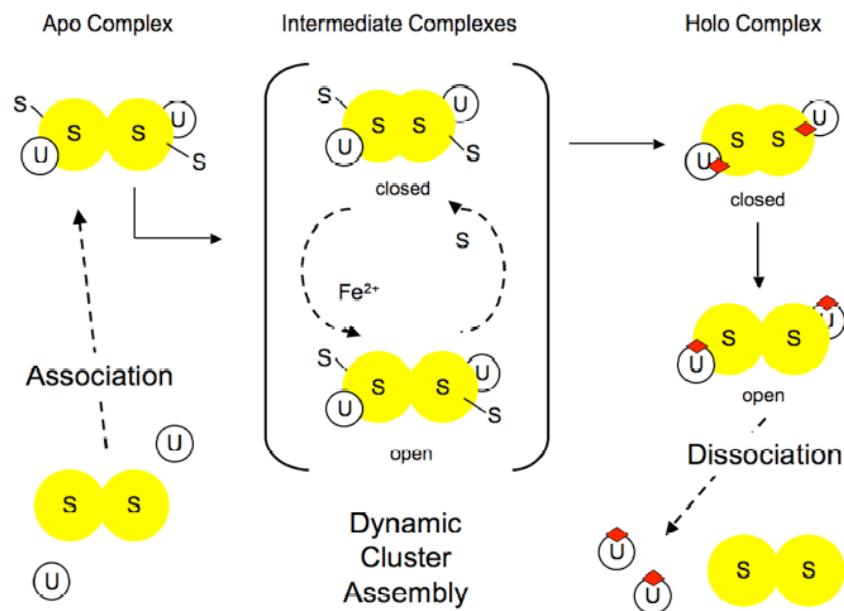 Apo Complex
Intermediate Complexes
Holo Complex
S
S
S
U
U
S
S
S
S
U
U
S
closed
S
S
U
U
closed
Fe²⁺
S
S
S
S
U
U
S
open
S
S
U
U
open
Association
U
S
S
U
Dissociation
U
U
S
S
Dynamic
Cluster
Assembly